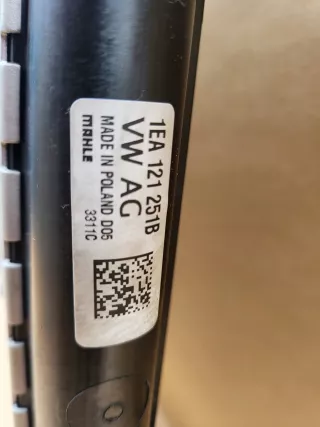 1EA 121 251B
VW AG
MADE IN POLAND D05
MAHLE 3311C